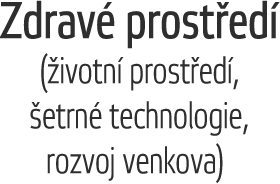 Zdravé prostředí
(životní prostředí,
šetrné technologie,
rozvoj venkova)